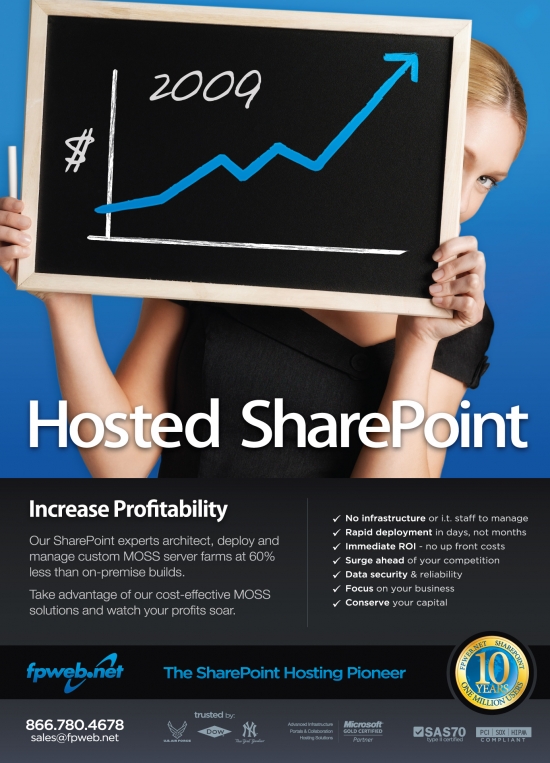 2009
$
Hosted SharePoint
Increase Profitability
Our SharePoint experts architect, deploy and
manage custom MOSS server farms at 60%
less than on-premise builds.
Take advantage of our cost-effective MOSS
solutions and watch your profits soar.
✓ No infrastructure or i.t. staff to manage
✓ Rapid deployment in days, not months
✓ Immediate ROI - no up front costs
✓ Surge ahead of your competition
✓ Data security & reliability
✓ Focus on your business
✓ Conserve your capital
fpweb.net
The SharePoint Hosting Pioneer
FPWEB.NET SHAREPOINT
10
YEARS
ONE MILLION USERS
866.780.4678
sales@fpweb.net
trusted by:
U.S. AIR FORCE
Dow
New York Yankees
Advanced Infrastructure
Portals & Collaboration
Hosting Solutions
Microsoft
GOLD CERTIFIED
Partner
SAS70
type II certified
PCI | SOX | HIPAA
COMPLIANT